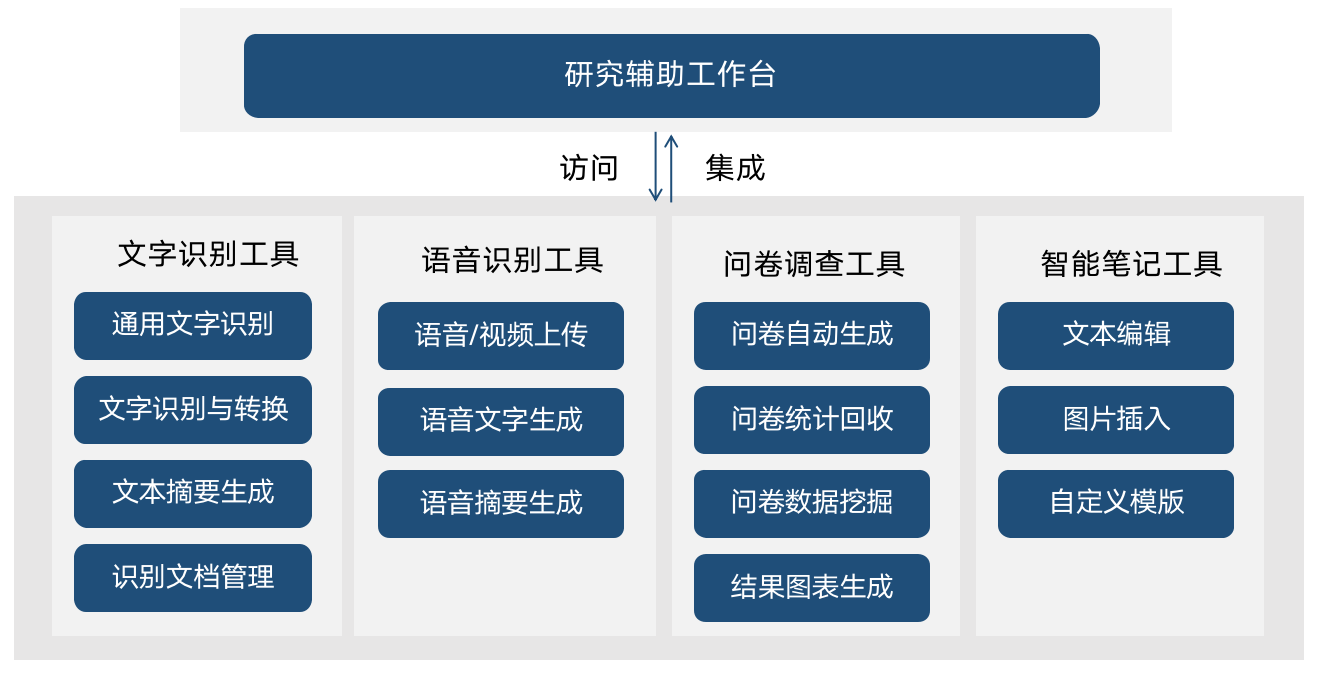 研究辅助工作台
访问
集成
文字识别工具
通用文字识别
文字识别与转换
文本摘要生成
识别文档管理
语音识别工具
语音/视频上传
语音文字生成
语音摘要生成
问卷调查工具
问卷自动生成
问卷统计回收
问卷数据挖掘
结果图表生成
智能笔记工具
文本编辑
图片插入
自定义模版